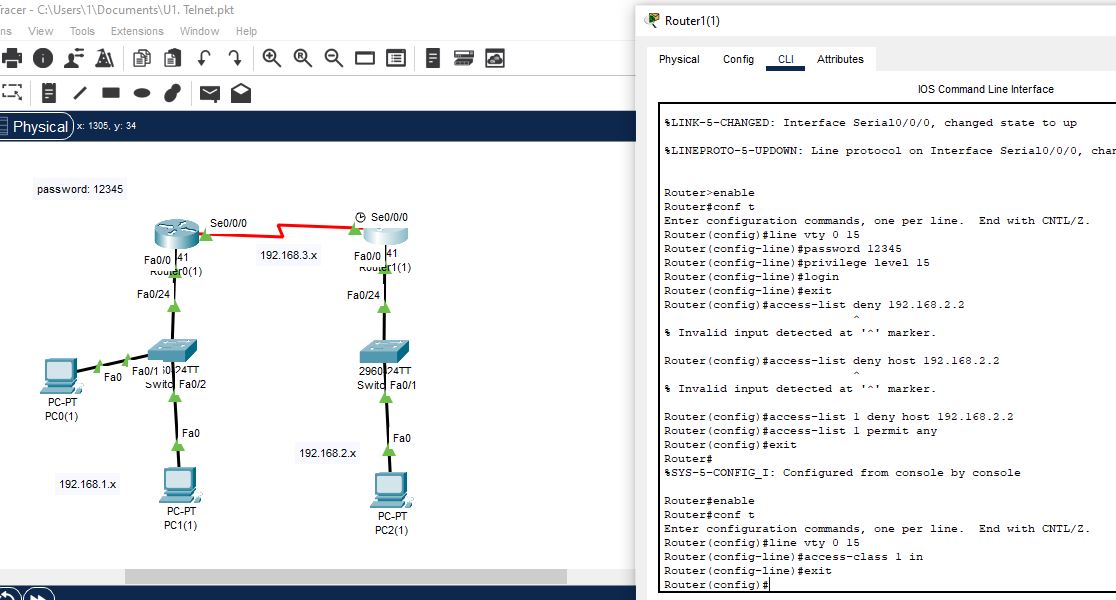 Tracer - C:\Users\1\Documents\U1. Telnet.pkt
ns View Tools Extensions Window Help
Physical x: 1305, y: 34
password: 12345
Se0/0/0
Se0/0/0
192.168.3.x
Fa0/0 41
Router0(1)
Fa0/0 41
Router1(1)
Fa0/24
Fa0/24
Fa0/1 60-24TT
Fa0/2
Fa0
PC-PT
PC0(1)
2960-24TT
Fa0/1
Fa0
Fa0
192.168.2.x
192.168.1.x
PC-PT
PC1(1)
PC-PT
PC2(1)
Router1(1)
Physical Config CLI Attributes
IOS Command Line Interface
%LINK-5-CHANGED: Interface Serial0/0/0, changed state to up
%LINEPROTO-5-UPDOWN: Line protocol on Interface Serial0/0/0, chan
Router>enable
Router#conf t
Enter configuration commands, one per line.  End with CNTL/Z.
Router(config)#line vty 0 15
Router(config-line)#password 12345
Router(config-line)#privilege level 15
Router(config-line)#login
Router(config-line)#exit
Router(config)#access-list deny 192.168.2.2
^
% Invalid input detected at '^' marker.
Router(config)#access-list deny host 192.168.2.2
^
% Invalid input detected at '^' marker.
Router(config)#access-list 1 deny host 192.168.2.2
Router(config)#access-list 1 permit any
Router(config)#exit
Router#
%SYS-5-CONFIG_I: Configured from console by console
Router#enable
Router#conf t
Enter configuration commands, one per line.  End with CNTL/Z.
Router(config)#line vty 0 15
Router(config-line)#access-class 1 in
Router(config-line)#exit
Router(config)#